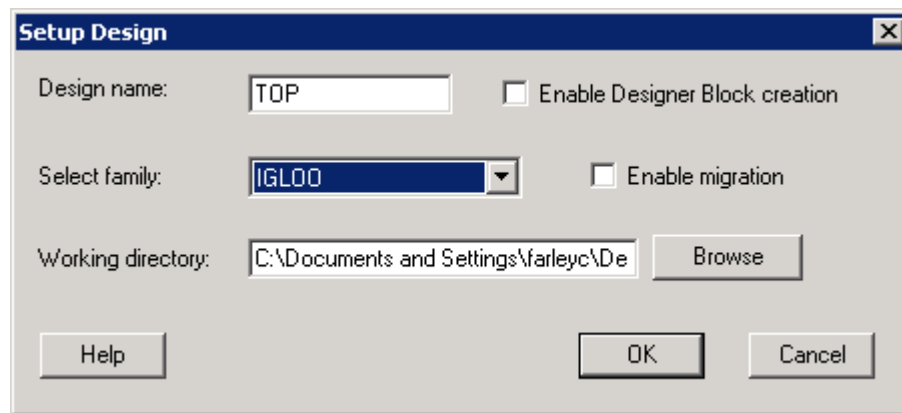 Setup Design
Design name: TOP Enable Designer Block creation
Select family: IGLOO Enable migration
Working directory: C:\Documents and Settings\farleyc\De Browse
Help OK Cancel